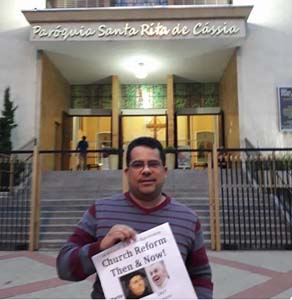 Paróquia Santa Rita de Cássia
Church Reform
Then & Now!